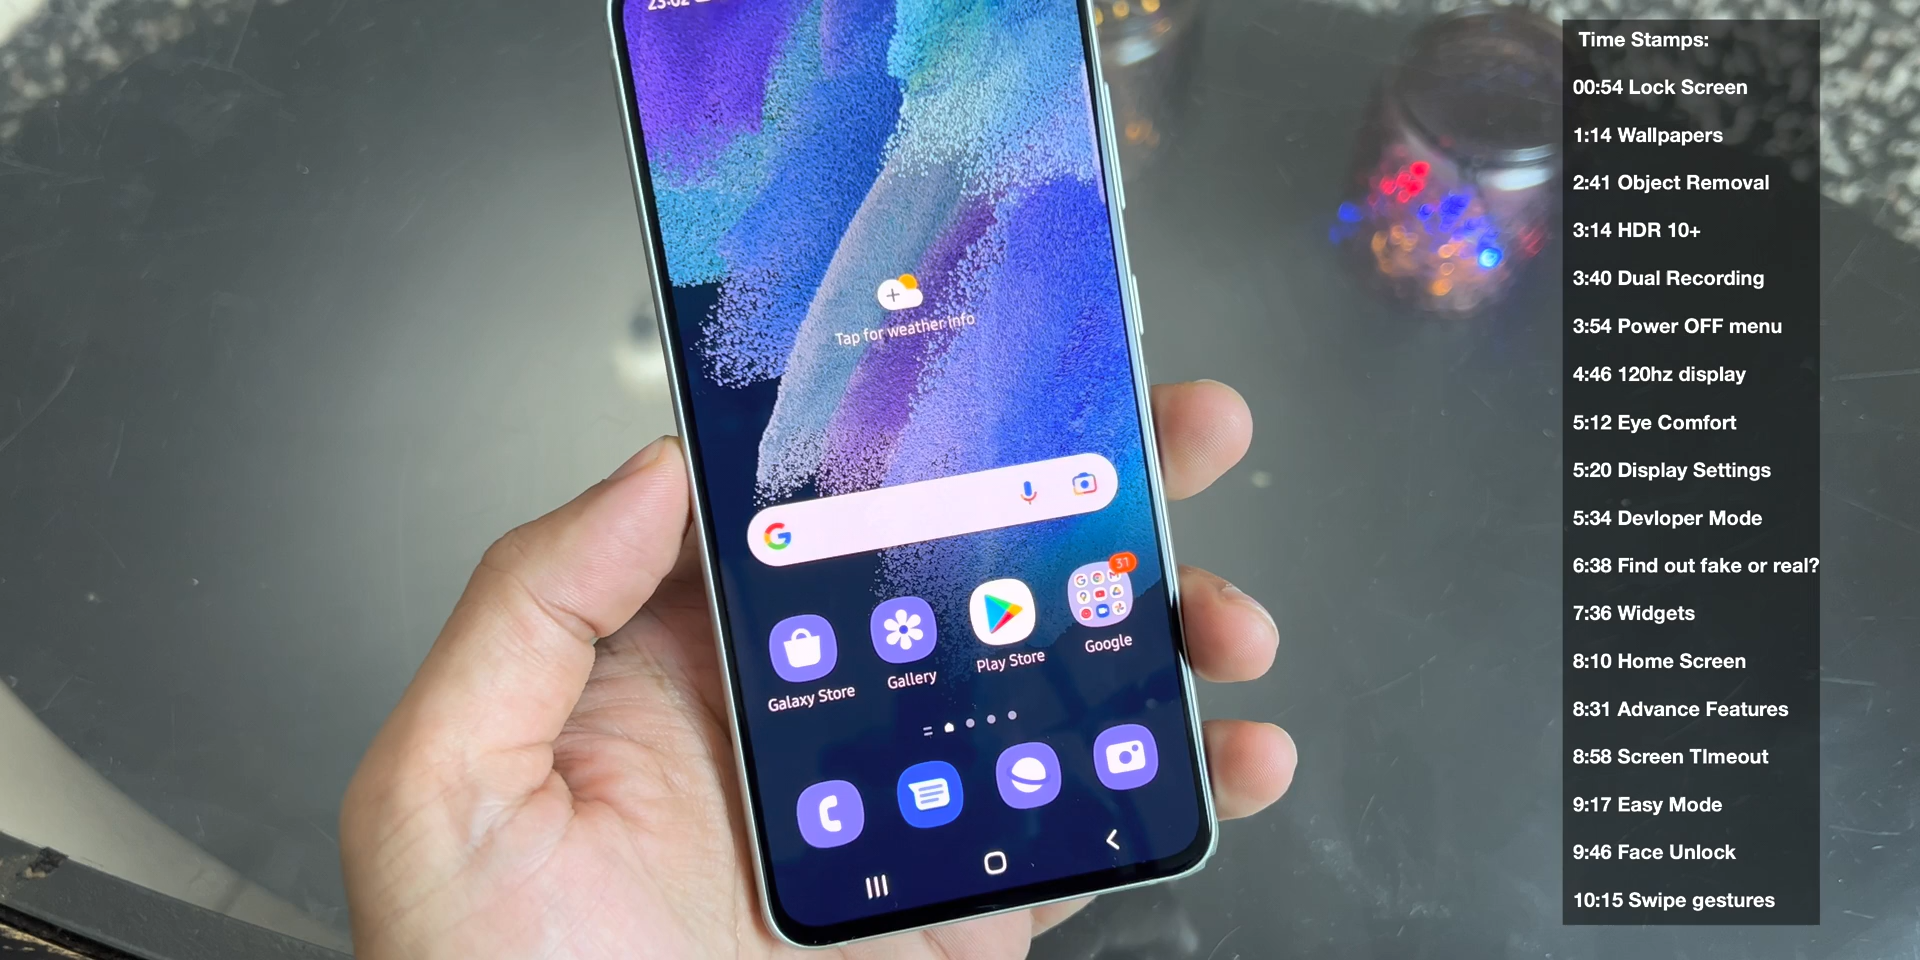 23:02
Tap for weather info
G
31
Galaxy Store
Gallery
Play Store
Google
Time Stamps:
00:54 Lock Screen
1:14 Wallpapers
2:41 Object Removal
3:14 HDR 10+
3:40 Dual Recording
3:54 Power OFF menu
4:46 120hz display
5:12 Eye Comfort
5:20 Display Settings
5:34 Devloper Mode
6:38 Find out fake or real?
7:36 Widgets
8:10 Home Screen
8:31 Advance Features
8:58 Screen TImeout
9:17 Easy Mode
9:46 Face Unlock
10:15 Swipe gestures